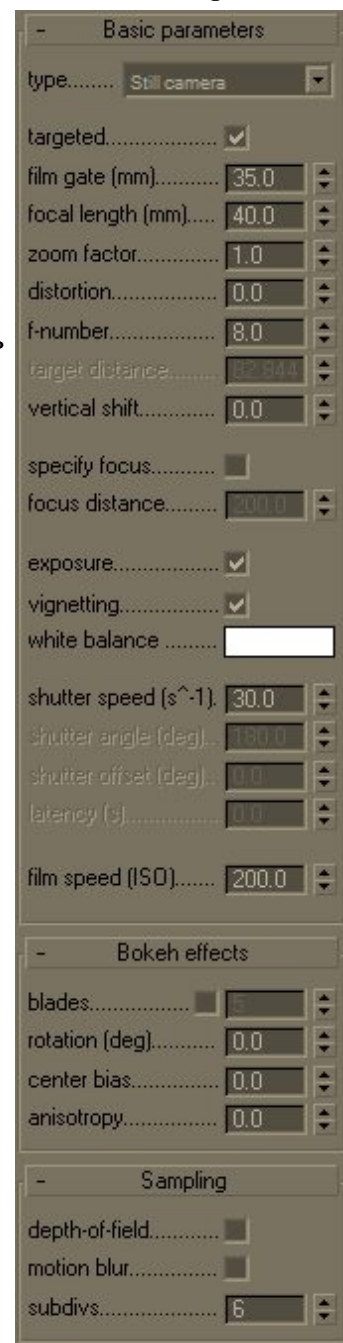 - Basic parameters
type........ Still camera
targeted....................
film gate (mm)........... 35.0
focal length (mm)..... 40.0
zoom factor.............. 1.0
distortion.................. 0.0
f-number................... 8.0
target distance......... 82.844
vertical shift............. 0.0
specify focus...........
focus distance......... 200.0
exposure..................
vignetting.................
white balance .........
shutter speed (s^-1). 30.0
shutter angle (deg)... 180.0
shutter offset (deg)... 0.0
latency (s)................. 0.0
film speed (ISO)....... 200.0
- Bokeh effects
blades................ 5
rotation (deg)........... 0.0
center bias............... 0.0
anisotropy................ 0.0
- Sampling
depth-of-field............
motion blur...............
subdivs..................... 6